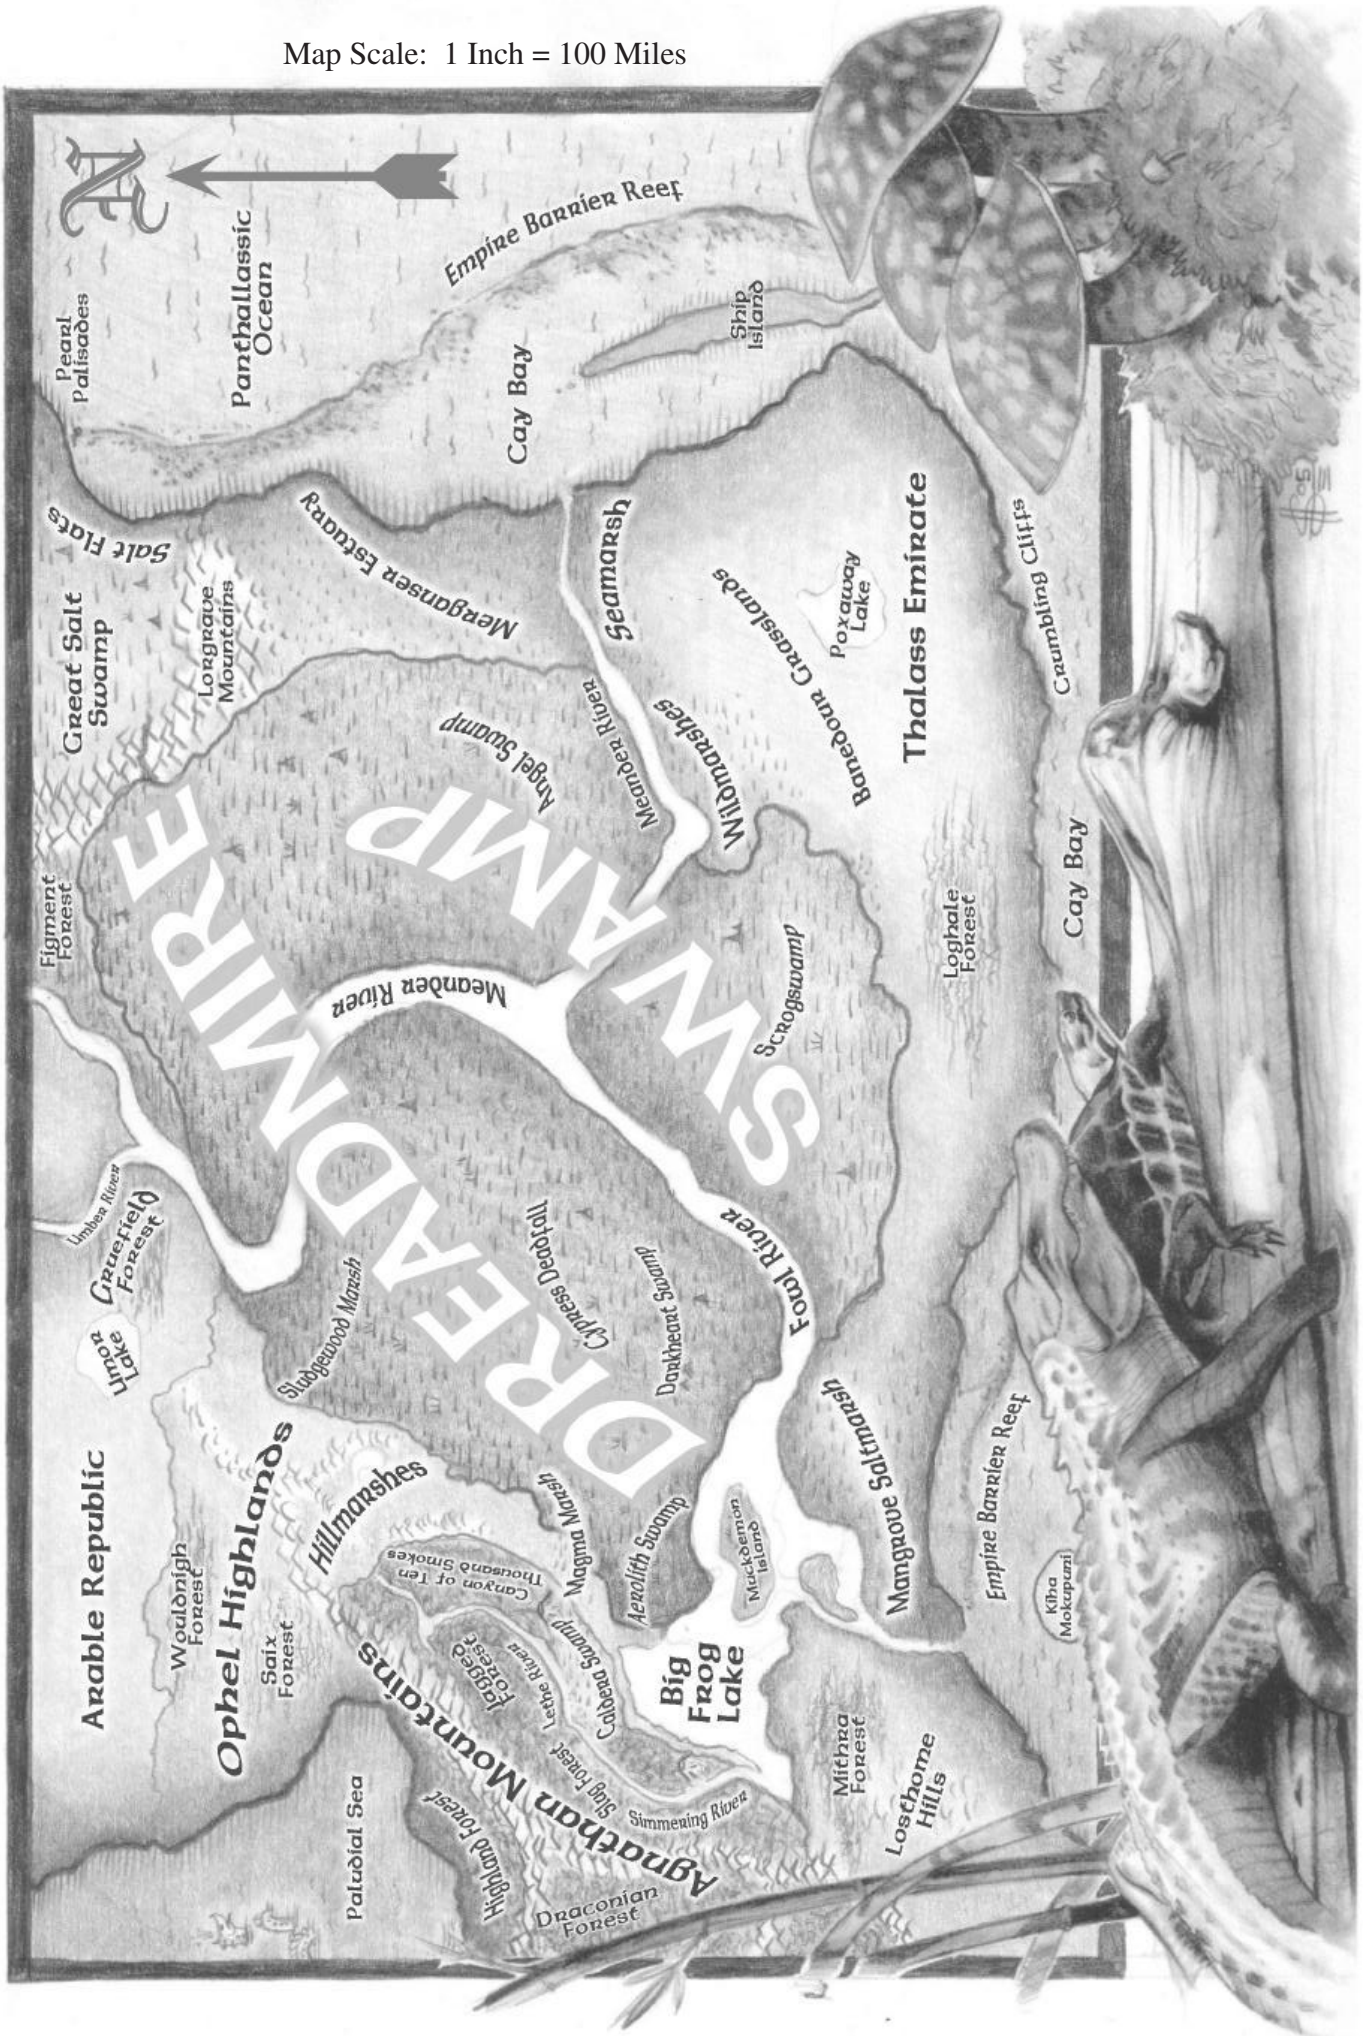 Map Scale: 1 Inch = 100 Miles
N
Pearl
Palisades
Panthallassic
Ocean
Empire Barrier Reef
Cay Bay
Ship
Island
Salt Flats
Great Salt
Swamp
Lorgrave
Mountains
Merganser Estuary
Seamarsh
Meander River
Angel Swamp
Wildmarshes
Banedour Grasslands
Poxaway
Lake
Thalass Emirate
Crumbling Cliffs
Cay Bay
Loghale
Forest
Figment
Forest
DREADMIRE
SWAMP
Meander River
Scrogswamp
Umber River
Gruefield
Forest
Umor
Lake
Sludgewood Marsh
Cypress Deadfall
Darkheart Swamp
Fowl River
Arable Republic
Wouldnigh
Forest
Ophel Highlands
Saix
Forest
Hillmarshes
Canyon of Ten
Thousand Smokes
Magma Marsh
Aerolith Swamp
Muckdemon
Island
Mangrove Saltmarsh
Empire Barrier Reef
Kiha
Mokupuni
Big
Frog
Lake
Jagged
Forest
Lethe River
Caldera Swamp
Slag Forest
Simmering River
Agnathan Mountains
Mithra
Forest
Losthome
Hills
Paludial Sea
Highland Forest
Draconian
Forest